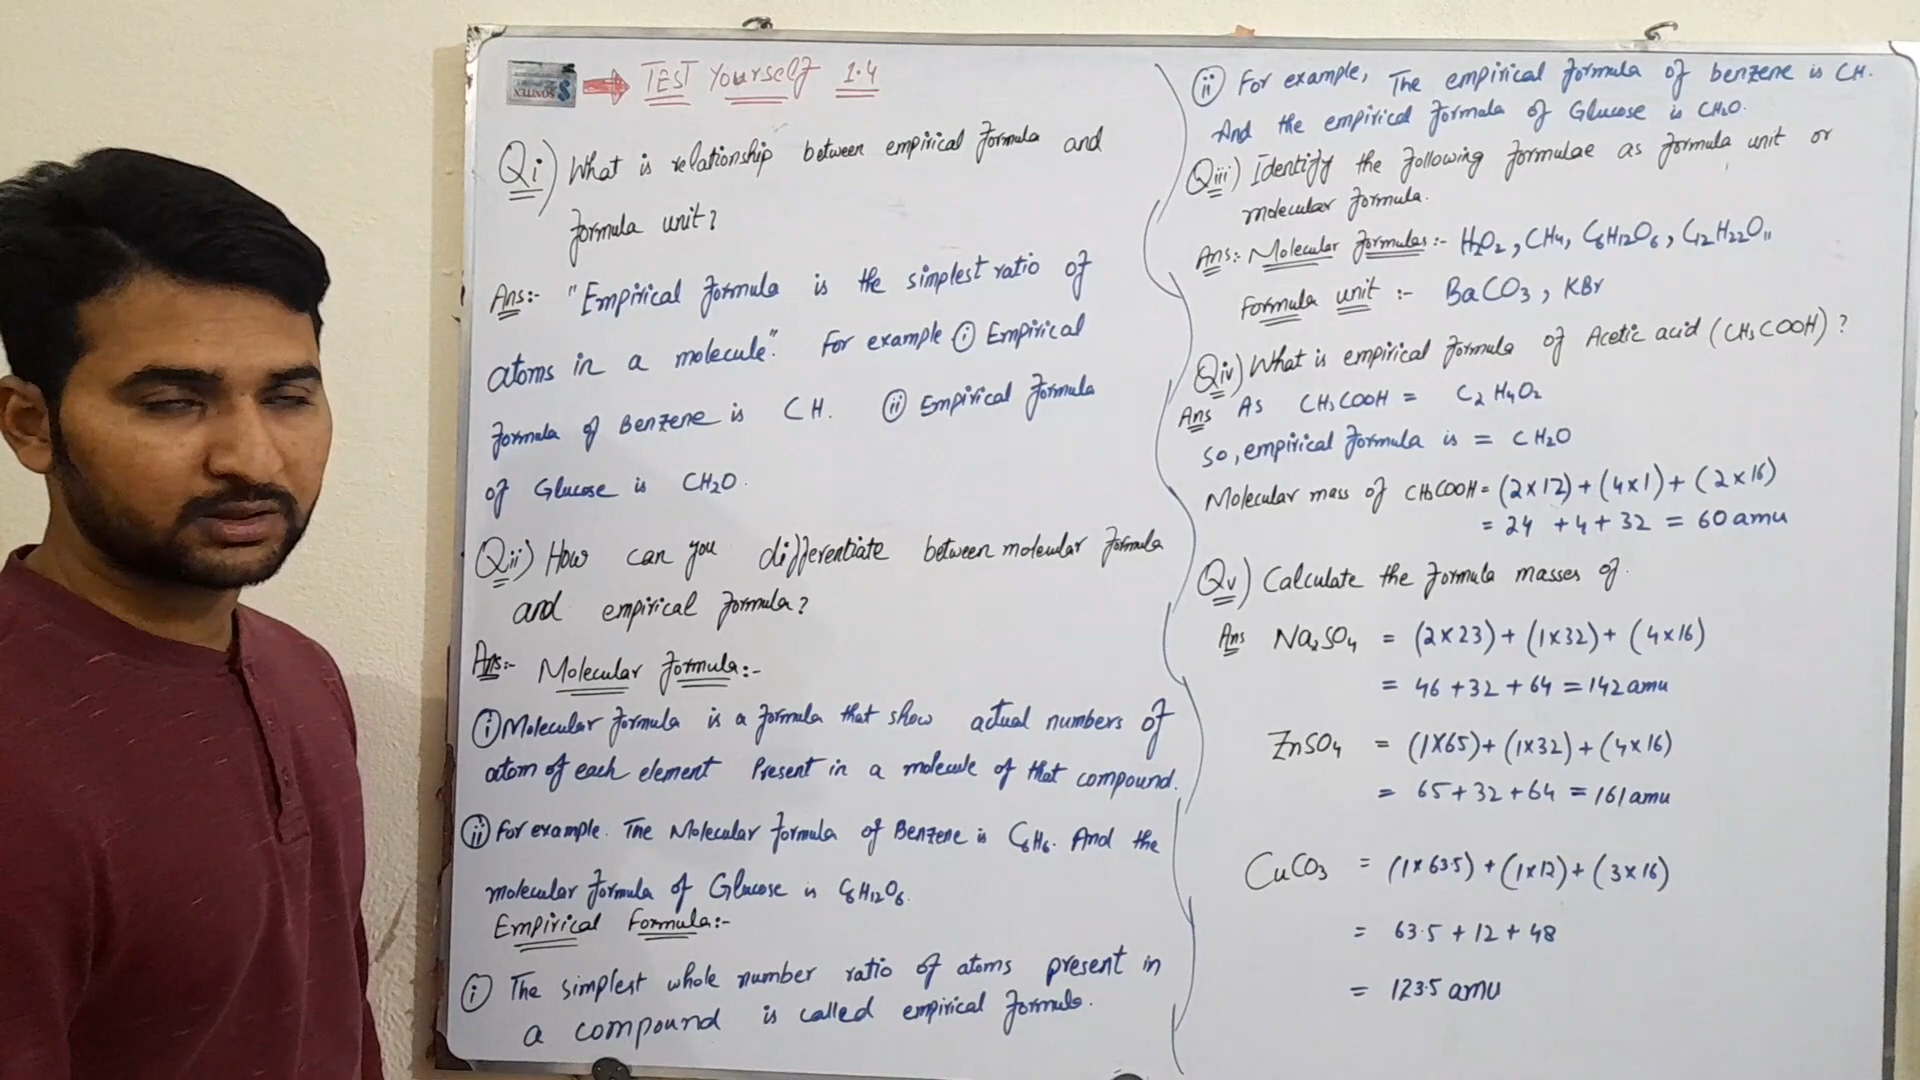 TEST Yourself 1.4
Qi) What is relationship between empirical formula and
formula unit?
Ans:- "Empirical formula is the simplest ratio of
atoms in a molecule". For example (i) Empirical
formula of Benzene is CH. (ii) Empirical formula
of Glucose is CH2O.
Qii) How can you differentiate between molecular formula
and empirical formula?
Ans:- Molecular formula:-
(i) Molecular formula is a formula that show actual numbers of
atom of each element Present in a molecule of that compound.
(ii) For example. The Molecular formula of Benzene is C6H6. And the
molecular formula of Glucose is C6H12O6.
Empirical Formula:-
(i) The simplest whole number ratio of atoms present in
a compound is called empirical formula.
(ii) For example, The empirical formula of benzene is CH.
And the empirical formula of Glucose is CH2O.
Qiii) Identify the following formulae as formula unit or
molecular formula.
Ans:- Molecular formulas:- H2O2, CH4, C6H12O6, C12H22O11
Formula unit :- BaCO3, KBr
Qiv) What is empirical formula of Acetic acid (CH3COOH)?
Ans As CH3COOH = C2H4O2
So, empirical formula is = CH2O
Molecular mass of CH3COOH = (2×12) + (4×1) + (2×16)
= 24 + 4 + 32 = 60 amu
Qv) Calculate the formula masses of.
Ans Na2SO4 = (2×23) + (1×32) + (4×16)
= 46 + 32 + 64 = 142 amu
ZnSO4 = (1×65) + (1×32) + (4×16)
= 65 + 32 + 64 = 161 amu
CuCO3 = (1×63.5) + (1×12) + (3×16)
= 63.5 + 12 + 48
= 123.5 amu